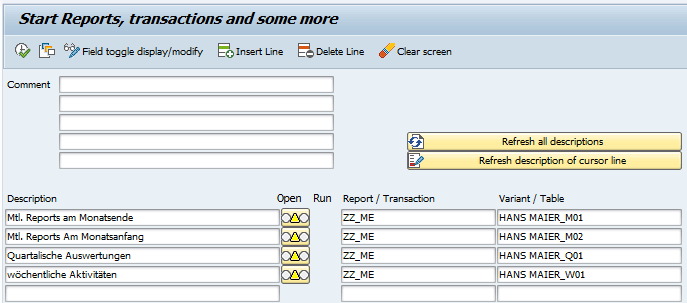 Start Reports, transactions and some more
Field toggle display/modify Insert Line Delete Line Clear screen
Comment
Refresh all descriptions
Refresh description of cursor line
Description Open Run Report / Transaction Variant / Table
Mtl. Reports am Monatsende ZZ_ME HANS MAIER_M01
Mtl. Reports Am Monatsanfang ZZ_ME HANS MAIER_M02
Quartalische Auswertungen ZZ_ME HANS MAIER_Q01
wöchentliche Aktivitäten ZZ_ME HANS MAIER_W01